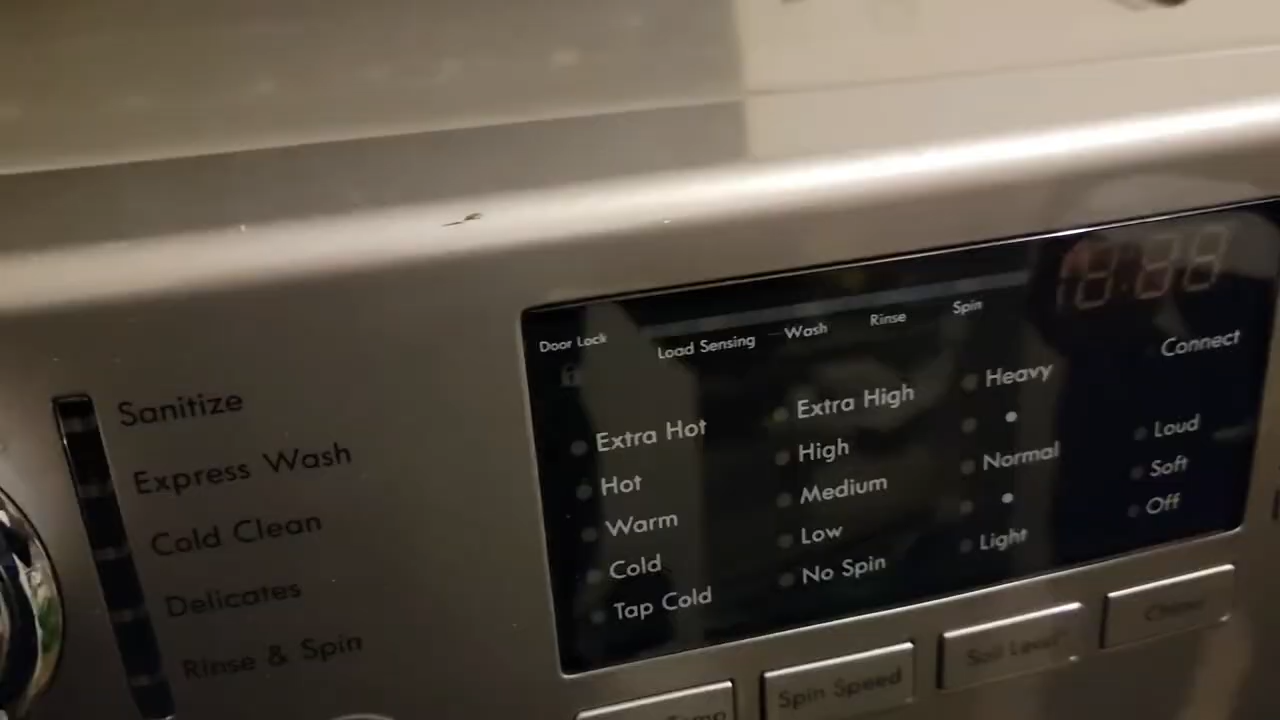 Sanitize
Express Wash
Cold Clean
Delicates
Rinse & Spin
Door Lock
Load Sensing
Wash
Rinse
Spin
Connect
Extra Hot
Hot
Warm
Cold
Tap Cold
Extra High
High
Medium
Low
No Spin
Heavy
Normal
Light
Loud
Soft
Off
Temp
Spin Speed
Soil Level
Chime